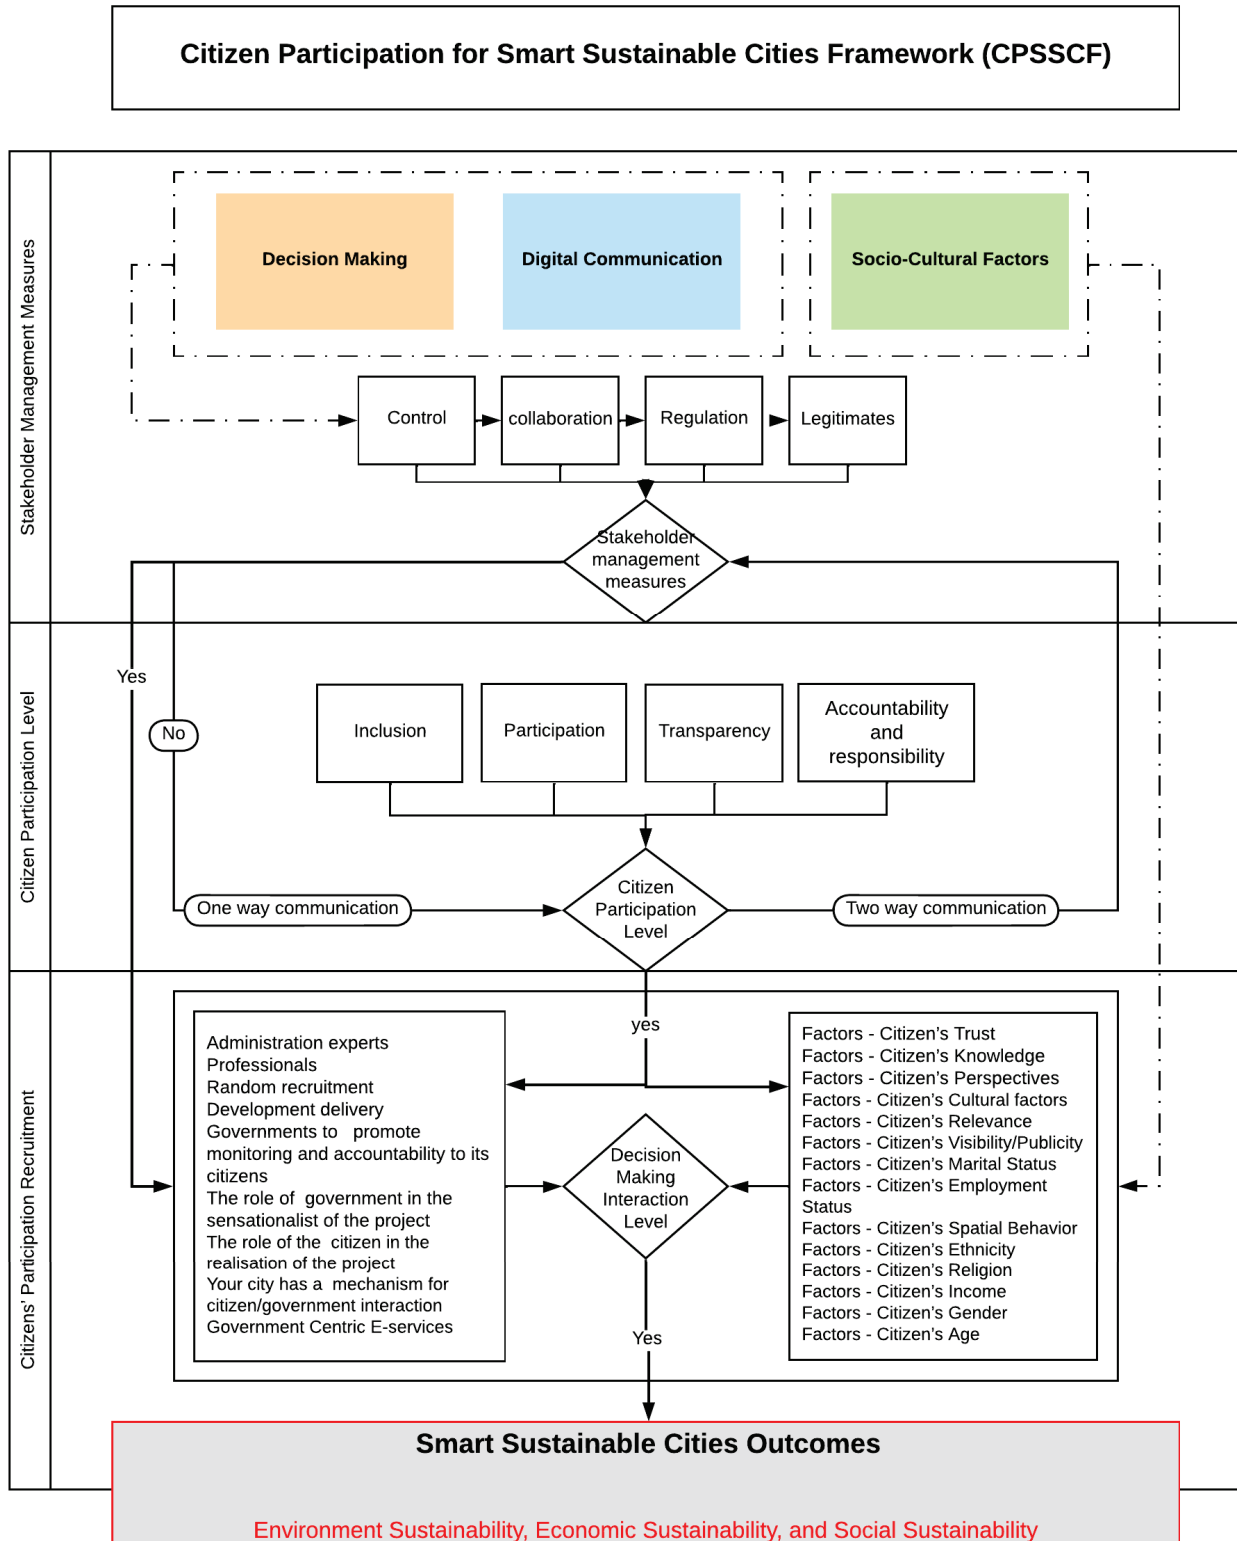 Citizen Participation for Smart Sustainable Cities Framework (CPSSCF)
Stakeholder Management Measures
Decision Making
Digital Communication
Socio-Cultural Factors
Control
collaboration
Regulation
Legitimates
Stakeholder
management
measures
Citizen Participation Level
Yes
No
Inclusion
Participation
Transparency
Accountability
and
responsibility
One way communication
Citizen
Participation
Level
Two way communication
Citizens' Participation Recruitment
yes
Administration experts
Professionals
Random recruitment
Development delivery
Governments to promote
monitoring and accountability to its
citizens
The role of government in the
sensationalist of the project
The role of the citizen in the
realisation of the project
Your city has a mechanism for
citizen/government interaction
Government Centric E-services
Decision
Making
Interaction
Level
Factors - Citizen's Trust
Factors - Citizen's Knowledge
Factors - Citizen's Perspectives
Factors - Citizen's Cultural factors
Factors - Citizen's Relevance
Factors - Citizen's Visibility/Publicity
Factors - Citizen's Marital Status
Factors - Citizen's Employment
Status
Factors - Citizen's Spatial Behavior
Factors - Citizen's Ethnicity
Factors - Citizen's Religion
Factors - Citizen's Income
Factors - Citizen's Gender
Factors - Citizen's Age
Yes
Smart Sustainable Cities Outcomes
Environment Sustainability, Economic Sustainability, and Social Sustainability